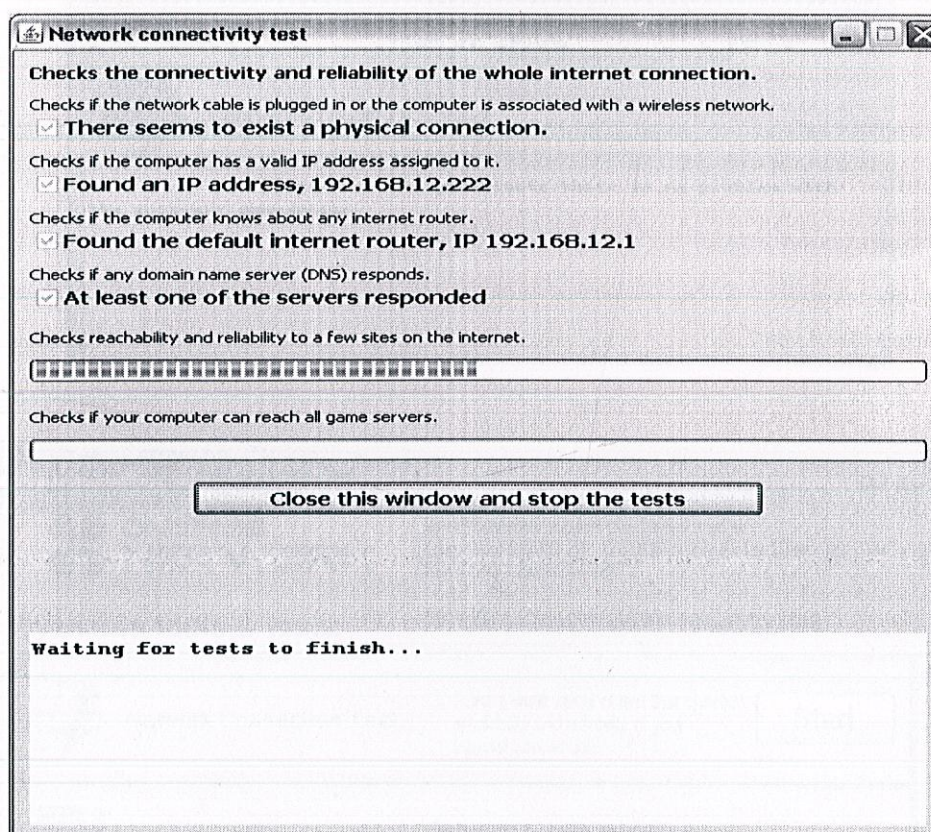 Network connectivity test
Checks the connectivity and reliability of the whole internet connection.
Checks if the network cable is plugged in or the computer is associated with a wireless network.
There seems to exist a physical connection.
Checks if the computer has a valid IP address assigned to it.
Found an IP address, 192.168.12.222
Checks if the computer knows about any internet router.
Found the default internet router, IP 192.168.12.1
Checks if any domain name server (DNS) responds.
At least one of the servers responded
Checks reachability and reliability to a few sites on the internet.
Checks if your computer can reach all game servers.
Close this window and stop the tests
Waiting for tests to finish...